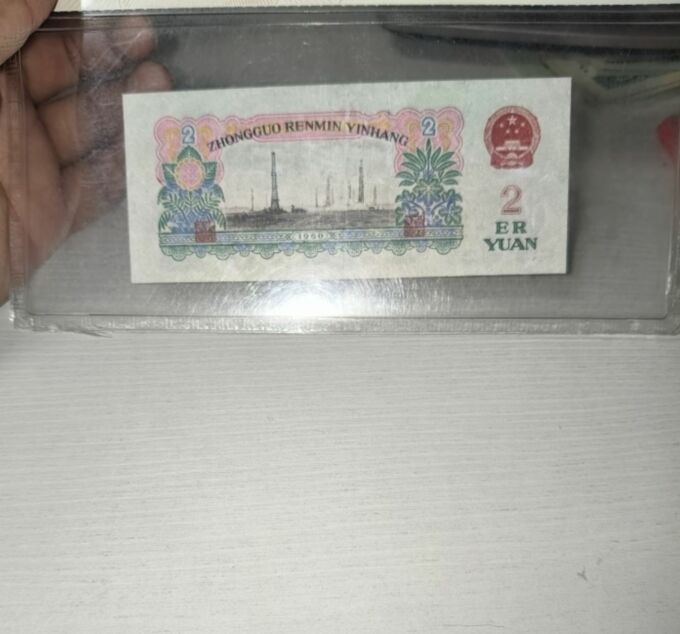 2
ZHONGGUO RENMIN YINHANG
2
1960
2
ER
YUAN